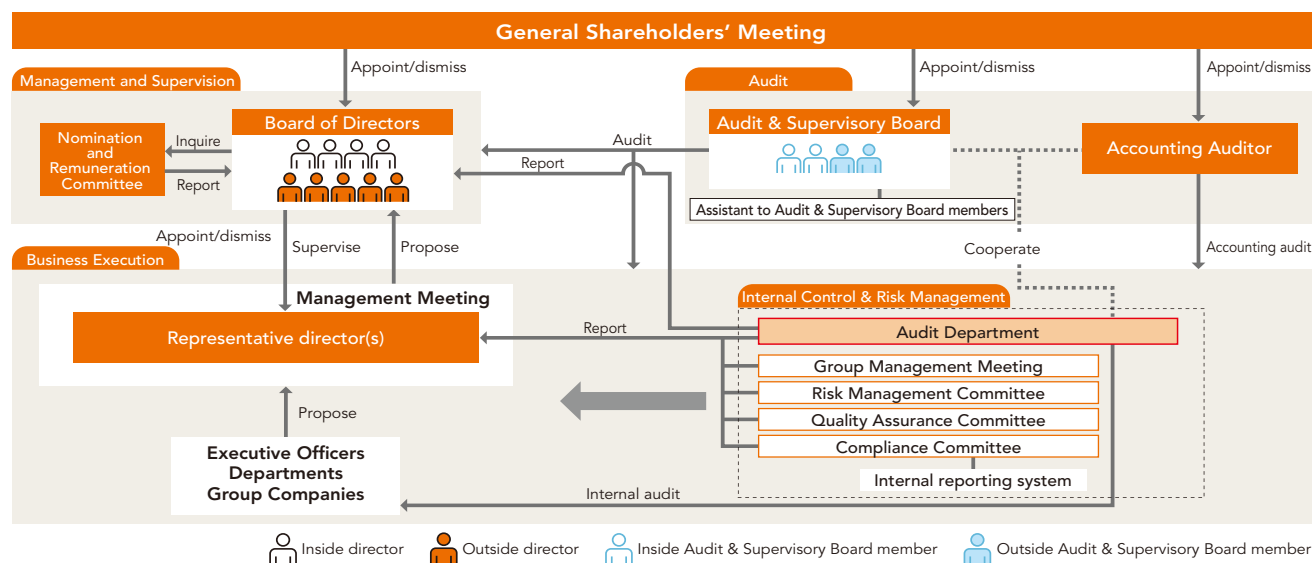 General Shareholders' Meeting
Appoint/dismiss
Appoint/dismiss
Appoint/dismiss
Management and Supervision
Audit
Board of Directors
Nomination
and
Remuneration
Committee
Inquire
Report
Audit
Report
Audit & Supervisory Board
Accounting Auditor
Assistant to Audit & Supervisory Board members
Appoint/dismiss
Supervise
Propose
Cooperate
Accounting audit
Business Execution
Management Meeting
Representative director(s)
Report
Internal Control & Risk Management
Audit Department
Group Management Meeting
Risk Management Committee
Quality Assurance Committee
Compliance Committee
Internal reporting system
Propose
Executive Officers
Departments
Group Companies
Internal audit
Inside director
Outside director
Inside Audit & Supervisory Board member
Outside Audit & Supervisory Board member